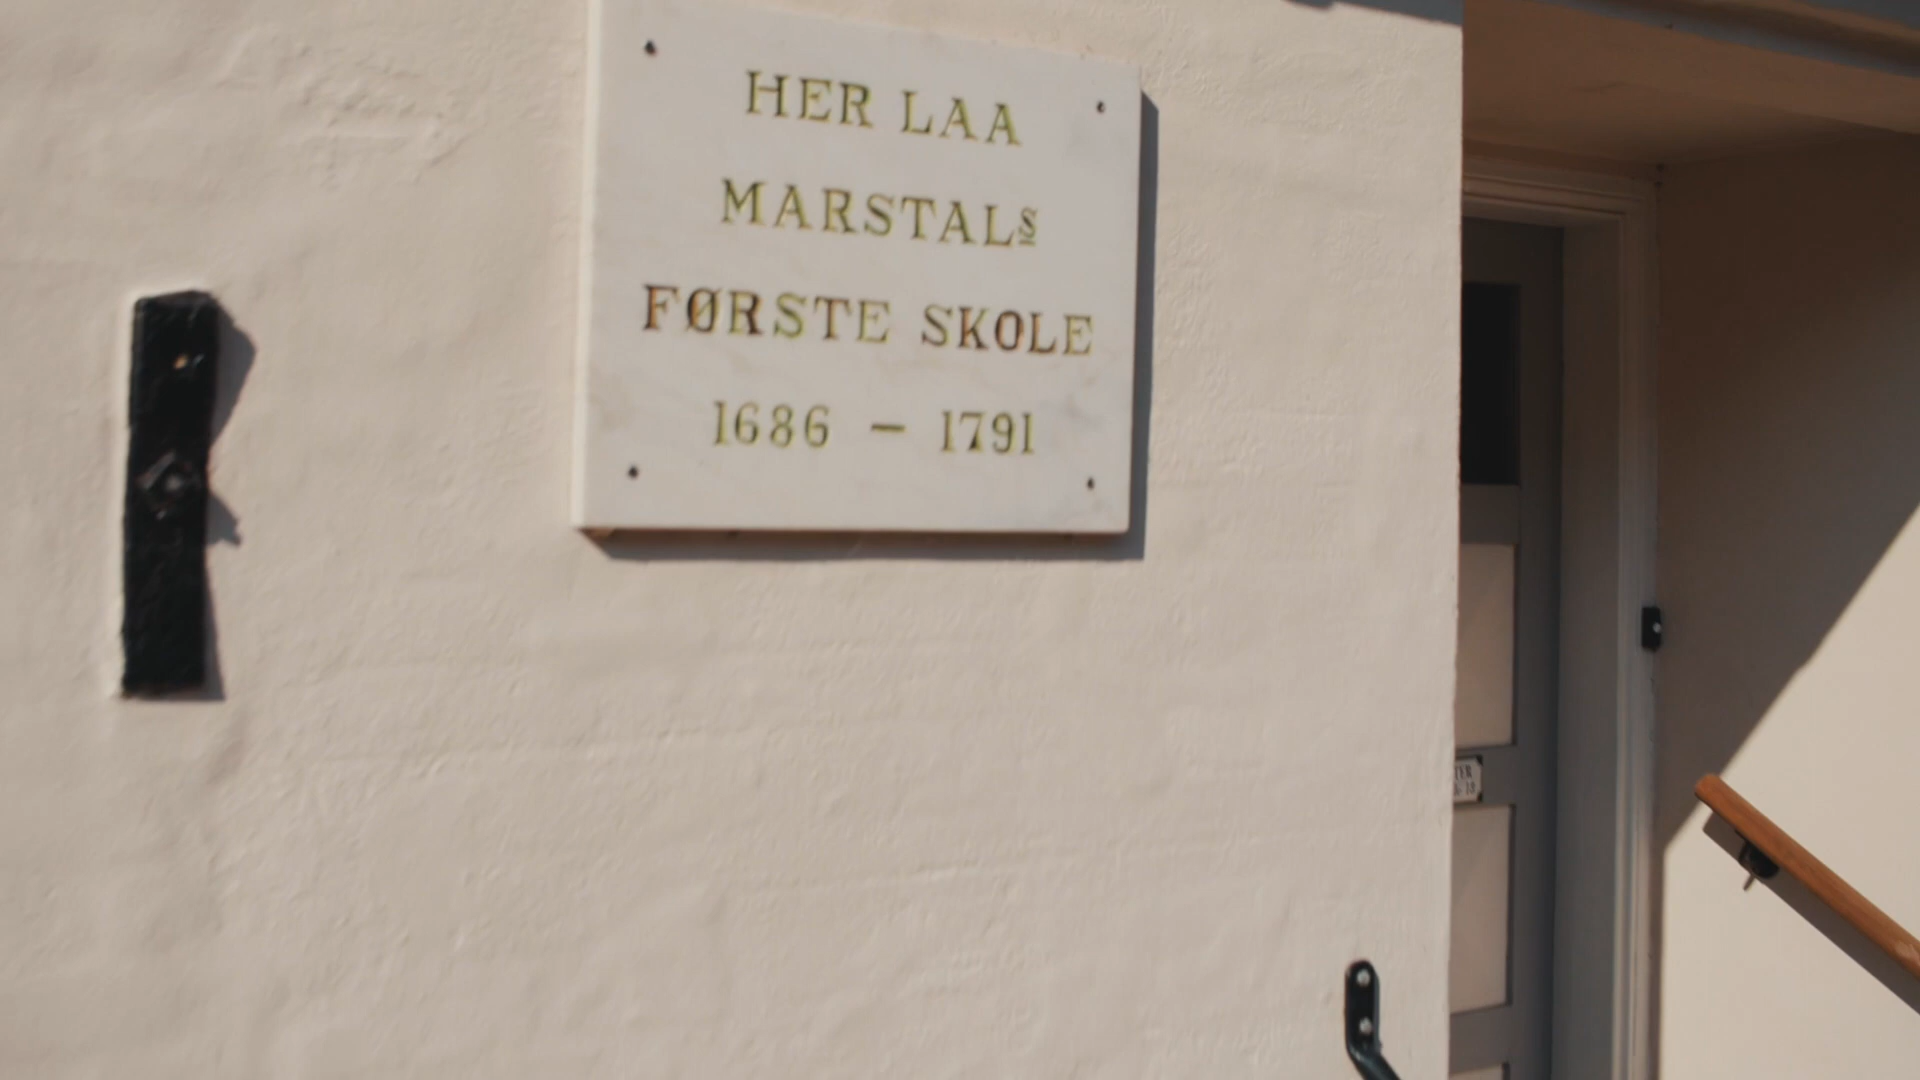 HER LAA
MARSTALS
FØRSTE SKOLE
1686 – 1791